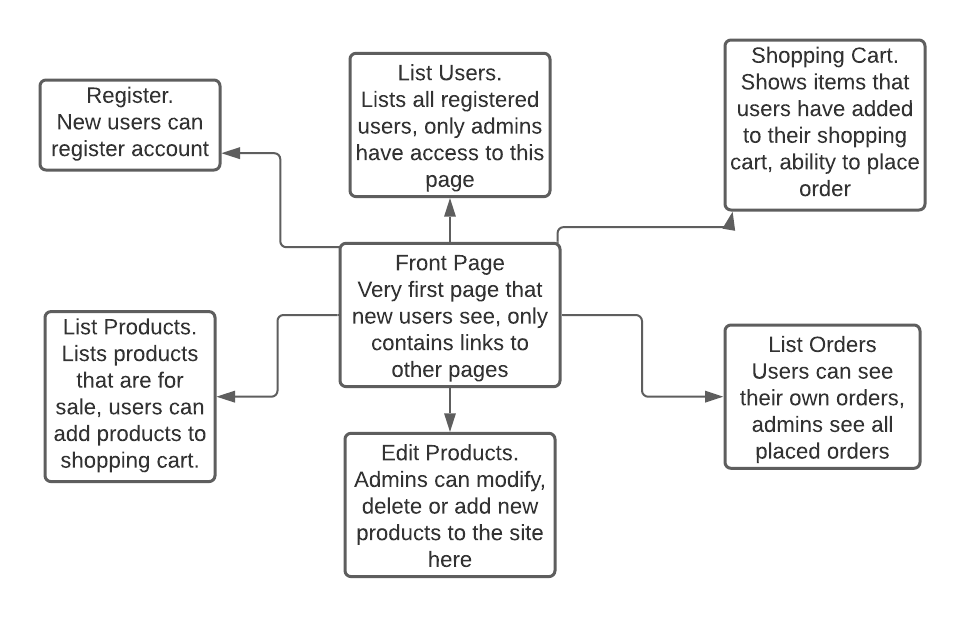 Register.
New users can
register account
List Users.
Lists all registered
users, only admins
have access to this
page
Shopping Cart.
Shows items that
users have added
to their shopping
cart, ability to place
order
Front Page
Very first page that
new users see, only
contains links to
other pages
List Products.
Lists products
that are for
sale, users can
add products to
shopping cart.
List Orders
Users can see
their own orders,
admins see all
placed orders
Edit Products.
Admins can modify,
delete or add new
products to the site
here